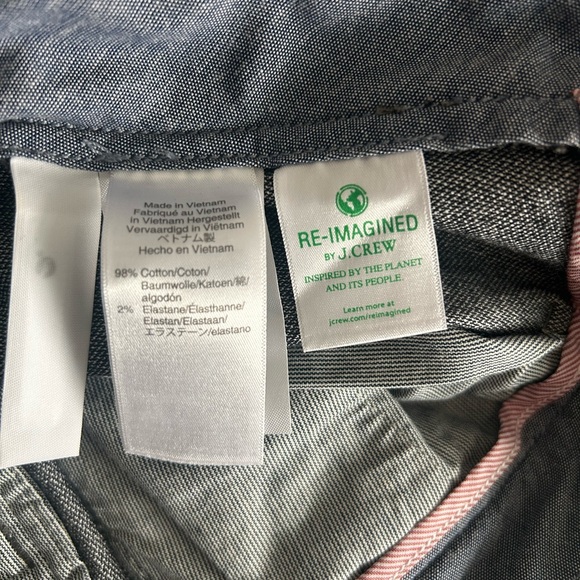 Made in Vietnam
Fabriqué au Vietnam
In Vietnam Hergestellt
Vervaardigd in Vietnam
ベトナム製
Hecho en Vietnam
98% Cotton/Coton/
Baumwolle/Katoen/綿/
algodón
2% Elastane/Élasthanne/
Elastan/Elastaan/
エラステーン/elastano
RE-IMAGINED
BY J.CREW
INSPIRED BY THE PLANET
AND ITS PEOPLE.
Learn more at
jcrew.com/reimagined